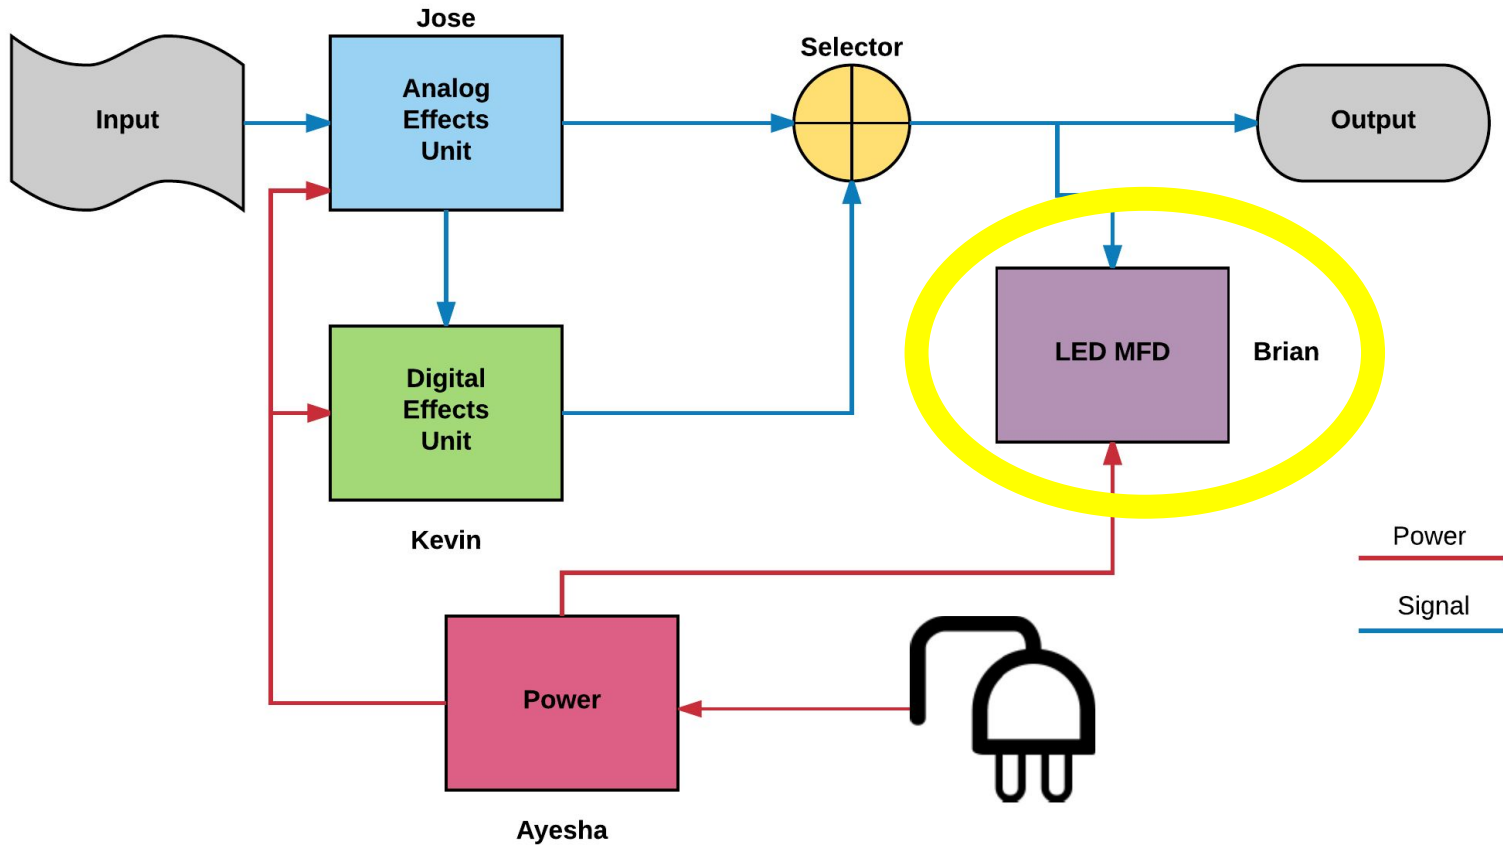 Jose
Input
Analog
Effects
Unit
Selector
Output
Digital
Effects
Unit
Kevin
LED MFD
Brian
Power
Signal
Power
Ayesha